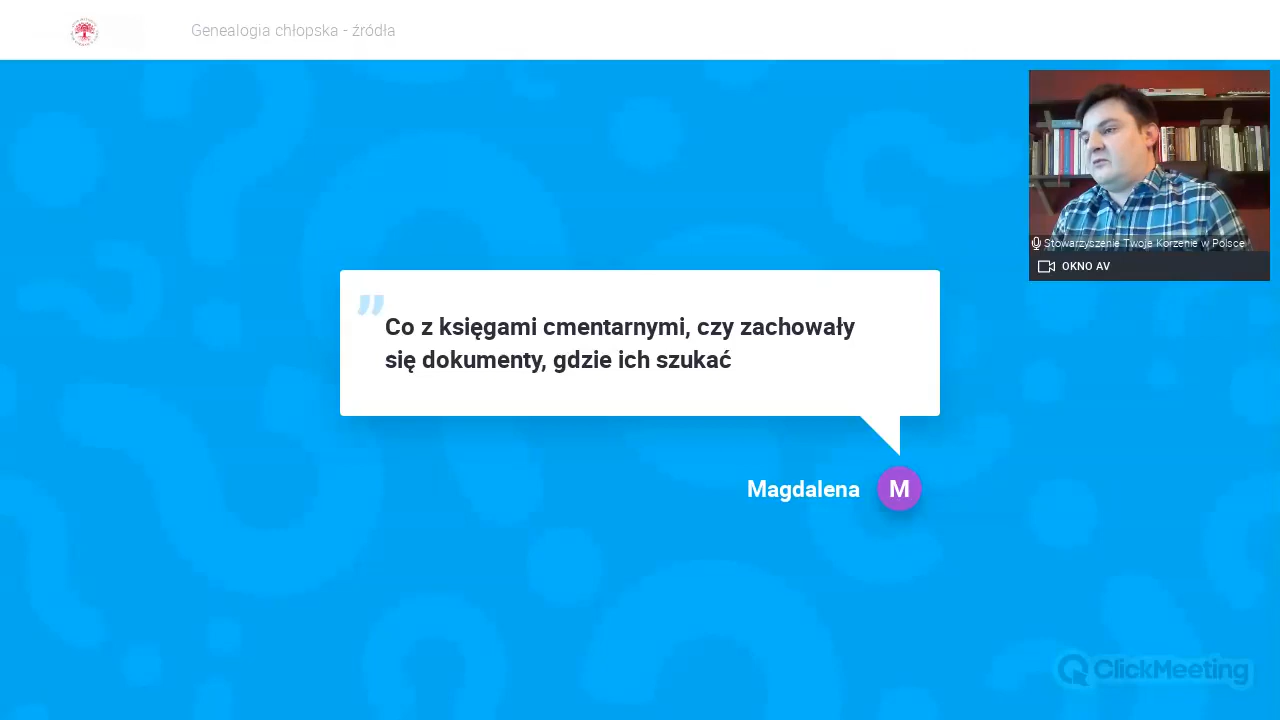 Genealogia chłopska - źródła
Stowarzyszenie Twoje Korzenie w Polsce
OKNO AV
" Co z księgami cmentarnymi, czy zachowały
się dokumenty, gdzie ich szukać
Magdalena M
ClickMeeting